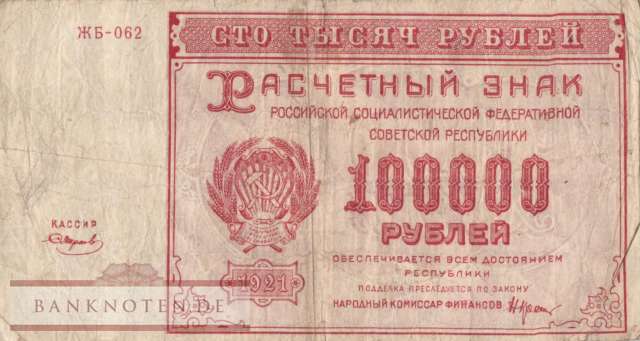 ЖБ-062
СТО ТЫСЯЧ РУБЛЕЙ
РАСЧЕТНЫЙ ЗНАК
РОССИЙСКОЙ СОЦИАЛИСТИЧЕСКОЙ ФЕДЕРАТИВНОЙ
СОВЕТСКОЙ РЕСПУБЛИКИ
100000
РУБЛЕЙ
КАССИР
1921
ОБЕСПЕЧИВАЕТСЯ ВСЕМ ДОСТОЯНИЕМ
РЕСПУБЛИКИ
ПОДДЕЛКА ПРЕСЛЕДУЕТСЯ ПО ЗАКОНУ
НАРОДНЫЙ КОМИССАР ФИНАНСОВ
BANKNOTEN.DE